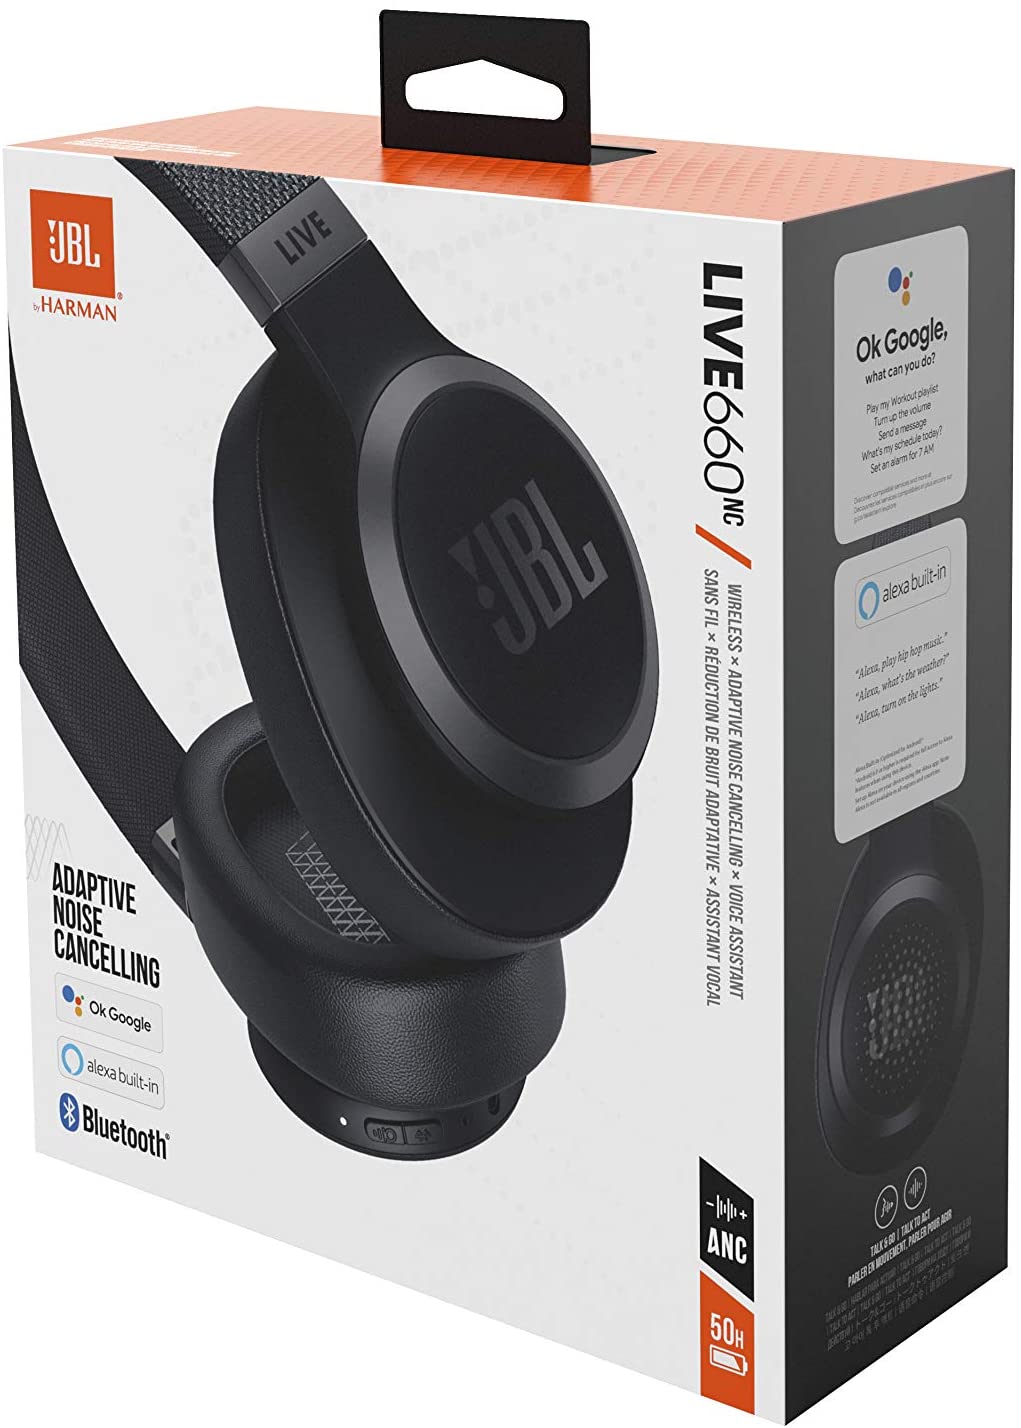 JBL
by HARMAN
LIVE
JBL
LIVE660NC
WIRELESS × ADAPTIVE NOISE CANCELLING × VOICE ASSISTANT
SANS FIL × RÉDUCTION DE BRUIT ADAPTATIVE × ASSISTANT VOCAL
ADAPTIVE
NOISE
CANCELLING
Ok Google
alexa built-in
Bluetooth®
ANC
50H
Ok Google,
what can you do?
Play my Workout playlist
Turn up the volume
Send a message
What's my schedule today?
Set an alarm for 7 AM
alexa built-in
"Alexa, play hip hop music."
"Alexa, what's the weather?"
"Alexa, turn on the lights."
JBL
TALK & GO | TALK TO ACT
PARLER EN MOUVEMENT, PARLER POUR AGIR